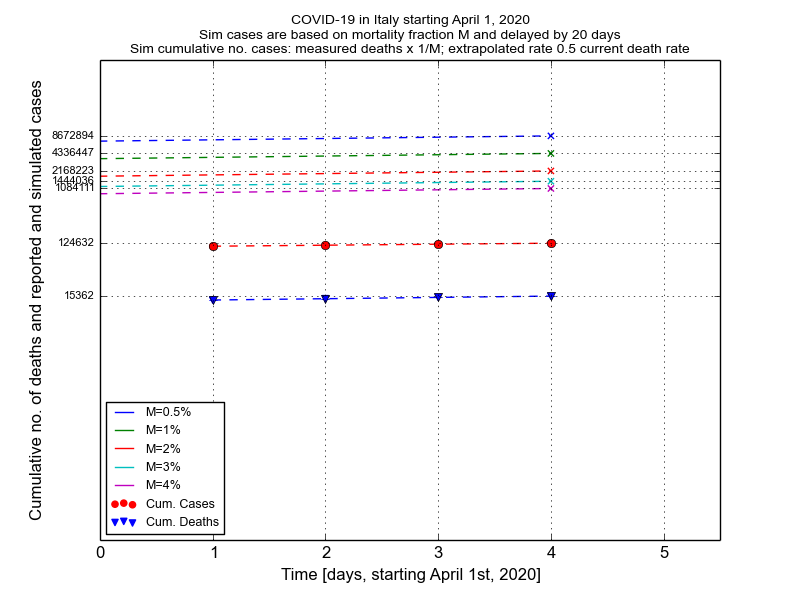 COVID-19 in Italy starting April 1, 2020
Sim cases are based on mortality fraction M and delayed by 20 days
Sim cumulative no. cases: measured deaths x 1/M; extrapolated rate 0.5 current death rate
Cumulative no. of deaths and reported and simulated cases
8672894
4336447
2168223
1444036
1084111
124632
15362
M=0.5%
M=1%
M=2%
M=3%
M=4%
Cum. Cases
Cum. Deaths
0 1 2 3 4 5
Time [days, starting April 1st, 2020]